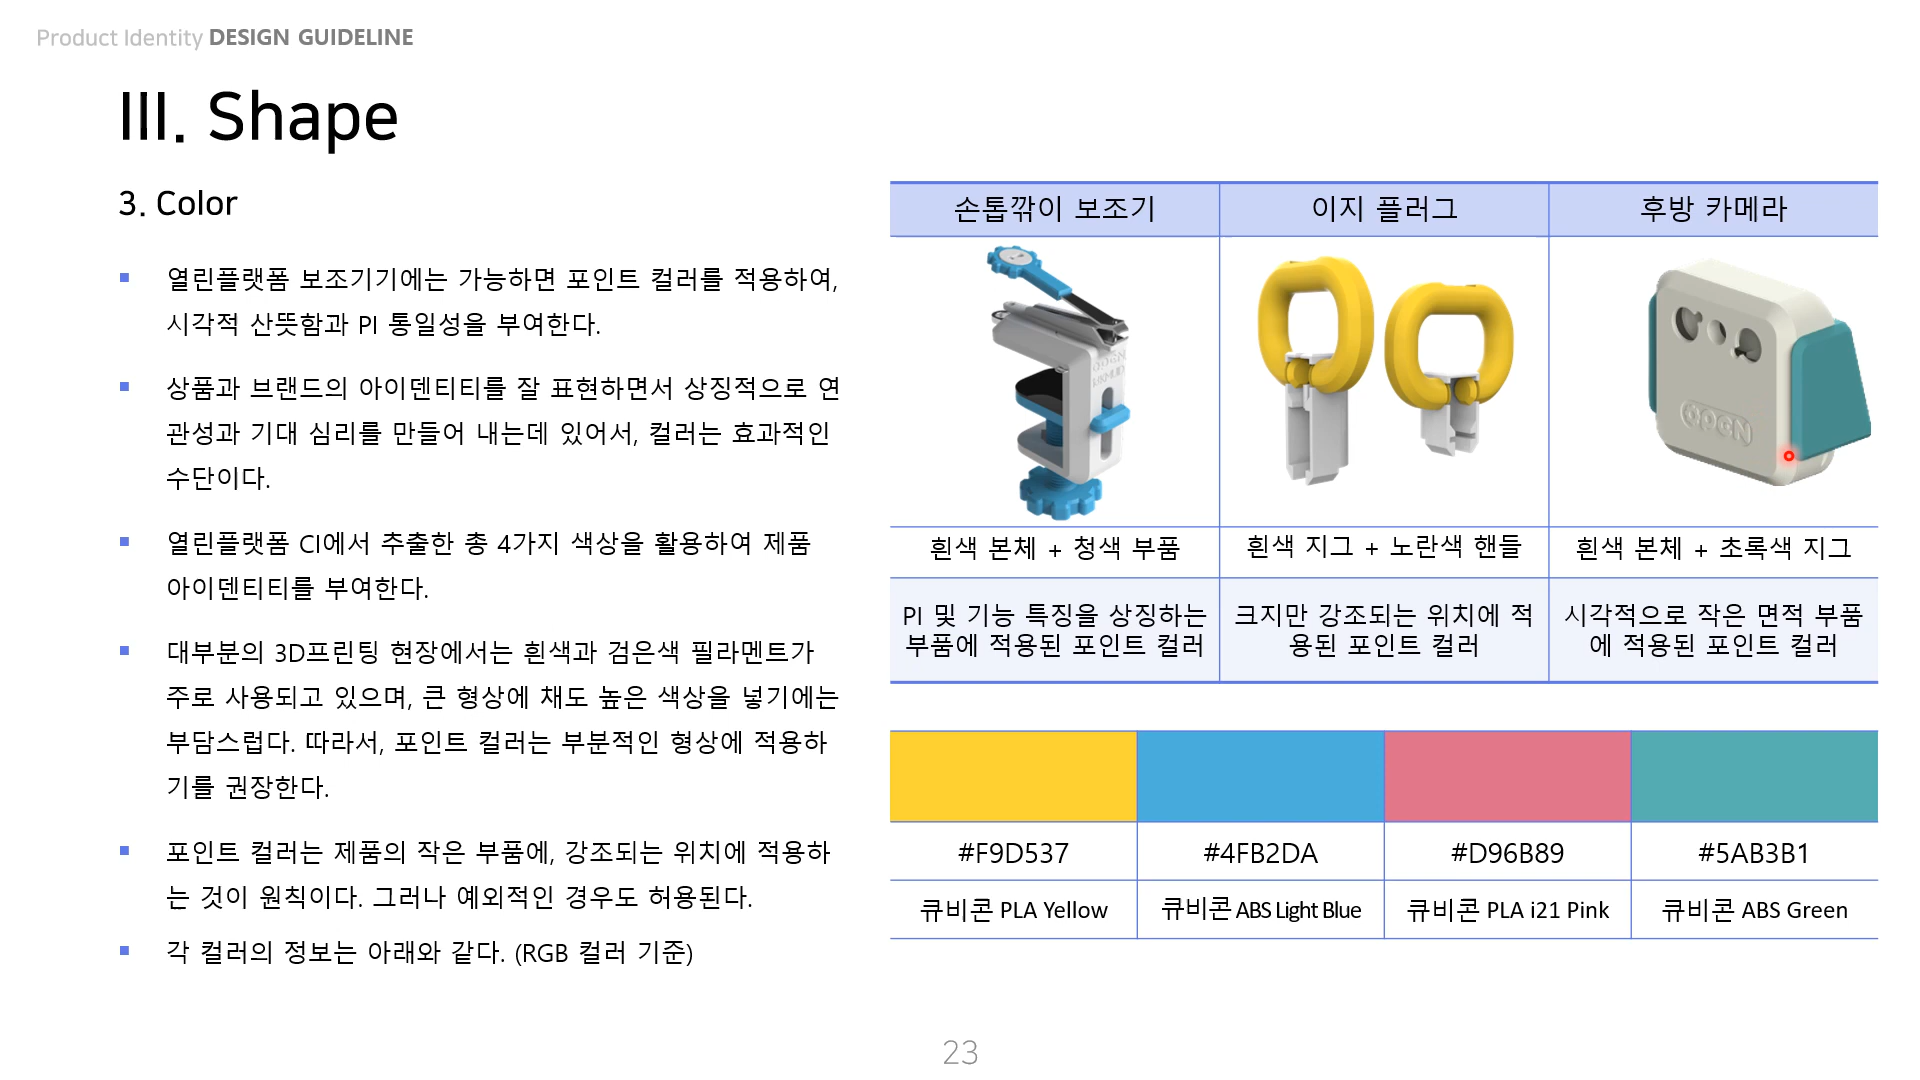 Product Identity DESIGN GUIDELINE
III. Shape
3. Color
▪ 열린플랫폼 보조기기에는 가능하면 포인트 컬러를 적용하여,
시각적 산뜻함과 PI 통일성을 부여한다.
▪ 상품과 브랜드의 아이덴티티를 잘 표현하면서 상징적으로 연
관성과 기대 심리를 만들어 내는데 있어서, 컬러는 효과적인
수단이다.
▪ 열린플랫폼 CI에서 추출한 총 4가지 색상을 활용하여 제품
아이덴티티를 부여한다.
▪ 대부분의 3D프린팅 현장에서는 흰색과 검은색 필라멘트가
주로 사용되고 있으며, 큰 형상에 채도 높은 색상을 넣기에는
부담스럽다. 따라서, 포인트 컬러는 부분적인 형상에 적용하
기를 권장한다.
▪ 포인트 컬러는 제품의 작은 부품에, 강조되는 위치에 적용하
는 것이 원칙이다. 그러나 예외적인 경우도 허용된다.
▪ 각 컬러의 정보는 아래와 같다. (RGB 컬러 기준)
손톱깎이 보조기 이지 플러그 후방 카메라
흰색 본체 + 청색 부품 흰색 지그 + 노란색 핸들 흰색 본체 + 초록색 지그
PI 및 기능 특징을 상징하는
부품에 적용된 포인트 컬러
크지만 강조되는 위치에 적
용된 포인트 컬러
시각적으로 작은 면적 부품
에 적용된 포인트 컬러
#F9D537 #4FB2DA #D96B89 #5AB3B1
큐비콘 PLA Yellow 큐비콘 ABS Light Blue 큐비콘 PLA i21 Pink 큐비콘 ABS Green
23